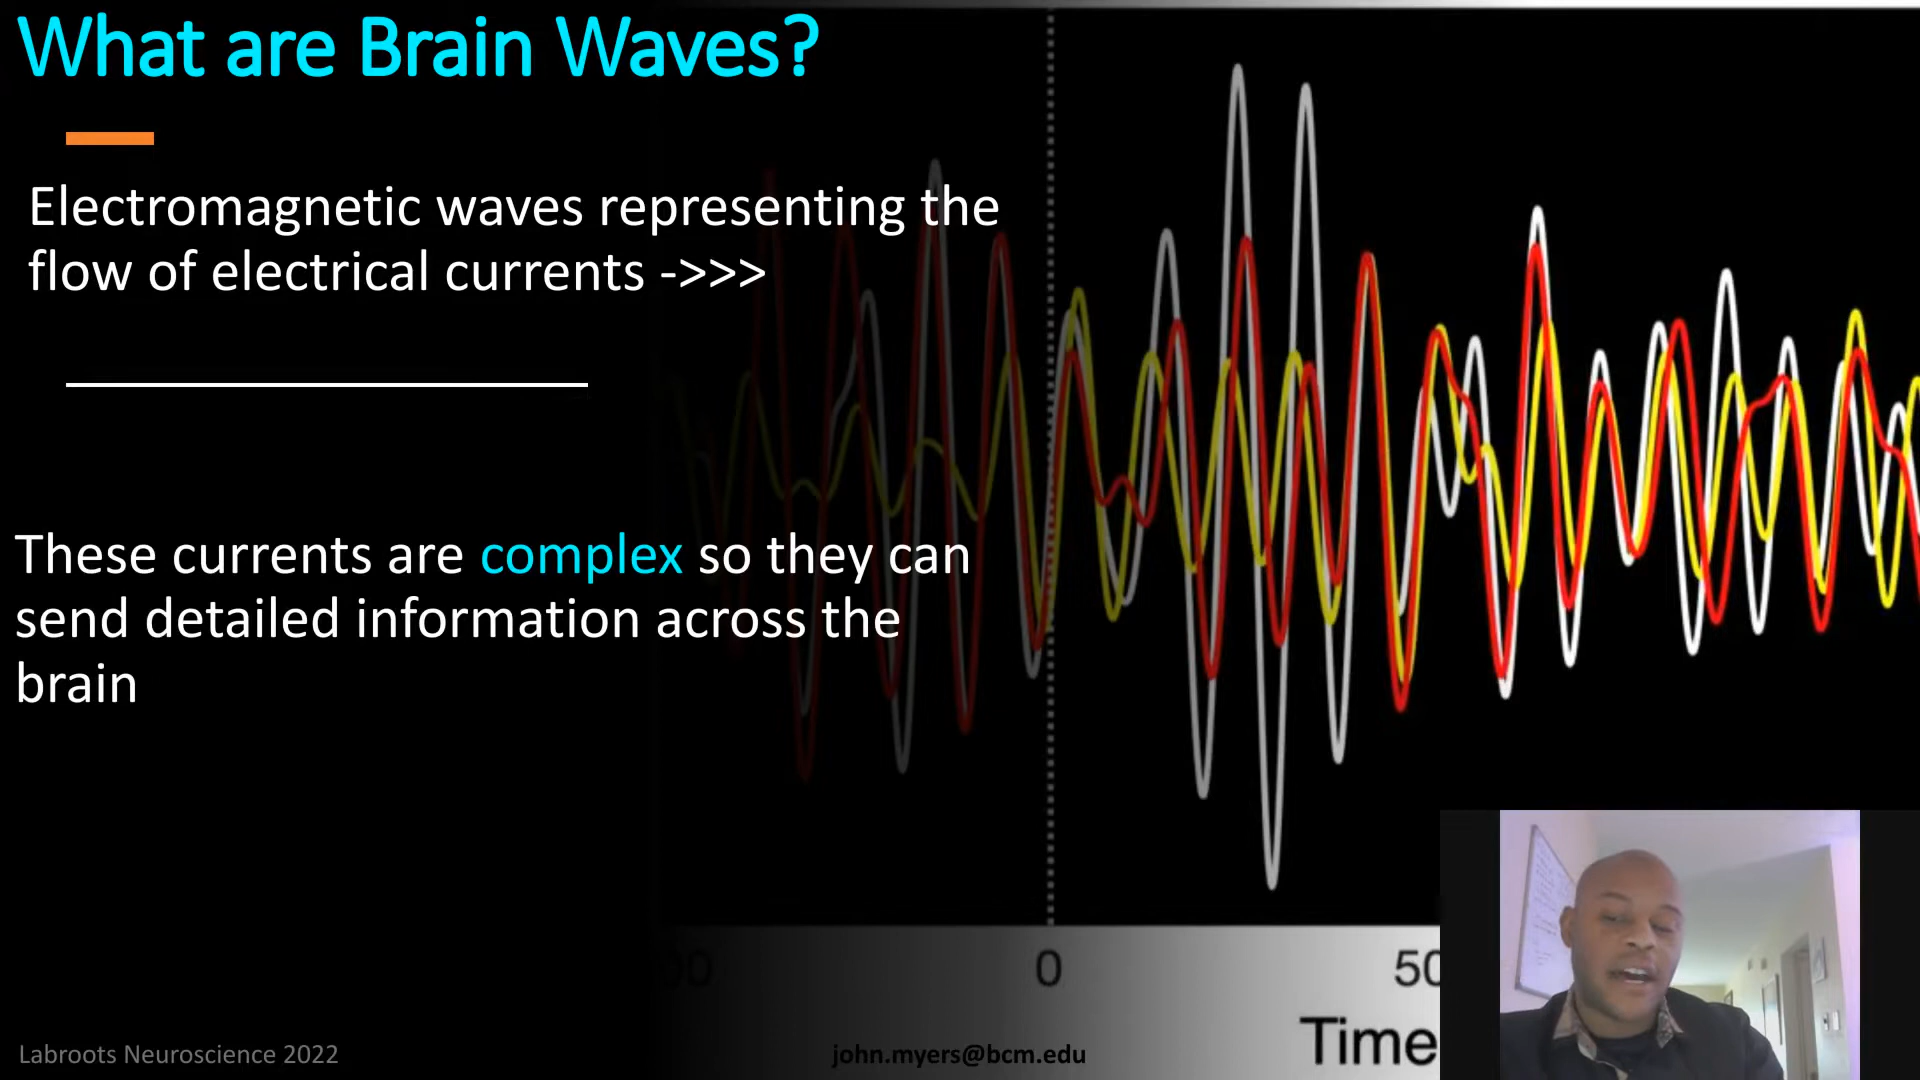 What are Brain Waves?
Electromagnetic waves representing the
flow of electrical currents ->>>
These currents are complex so they can
send detailed information across the
brain
0
Time
Labroots Neuroscience 2022
john.myers@bcm.edu